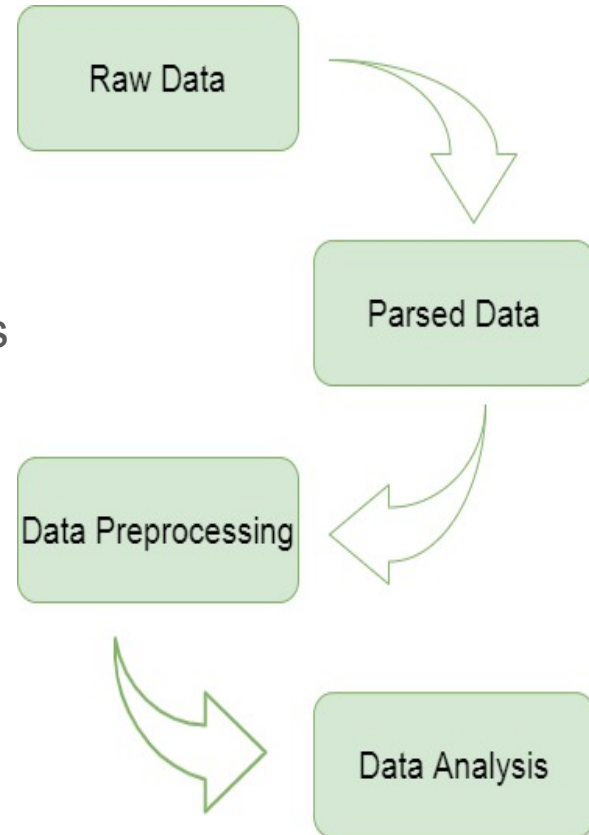 Raw Data
Parsed Data
s
Data Preprocessing
Data Analysis